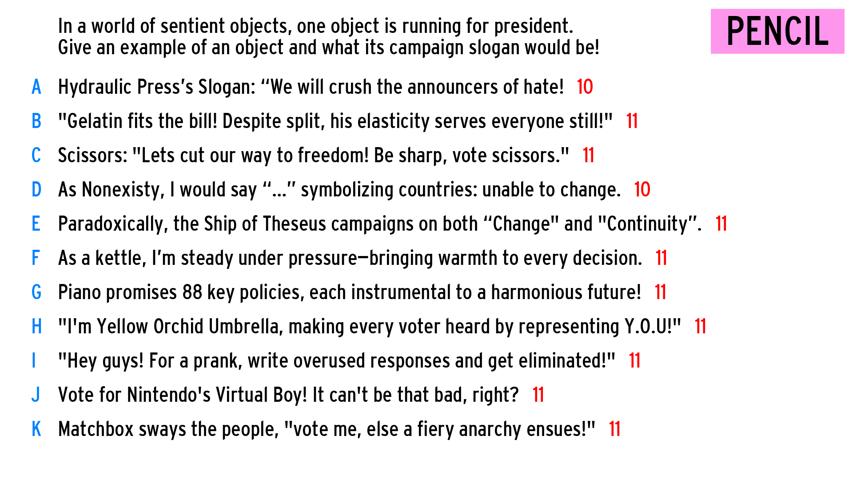 In a world of sentient objects, one object is running for president.
Give an example of an object and what its campaign slogan would be!
PENCIL
A Hydraulic Press’s Slogan: “We will crush the announcers of hate! 10
B "Gelatin fits the bill! Despite split, his elasticity serves everyone still!" 11
C Scissors: "Lets cut our way to freedom! Be sharp, vote scissors." 11
D As Nonexisty, I would say “...” symbolizing countries: unable to change. 10
E Paradoxically, the Ship of Theseus campaigns on both “Change" and "Continuity”. 11
F As a kettle, I’m steady under pressure—bringing warmth to every decision. 11
G Piano promises 88 key policies, each instrumental to a harmonious future! 11
H "I'm Yellow Orchid Umbrella, making every voter heard by representing Y.O.U!" 11
I "Hey guys! For a prank, write overused responses and get eliminated!" 11
J Vote for Nintendo's Virtual Boy! It can't be that bad, right? 11
K Matchbox sways the people, "vote me, else a fiery anarchy ensues!" 11